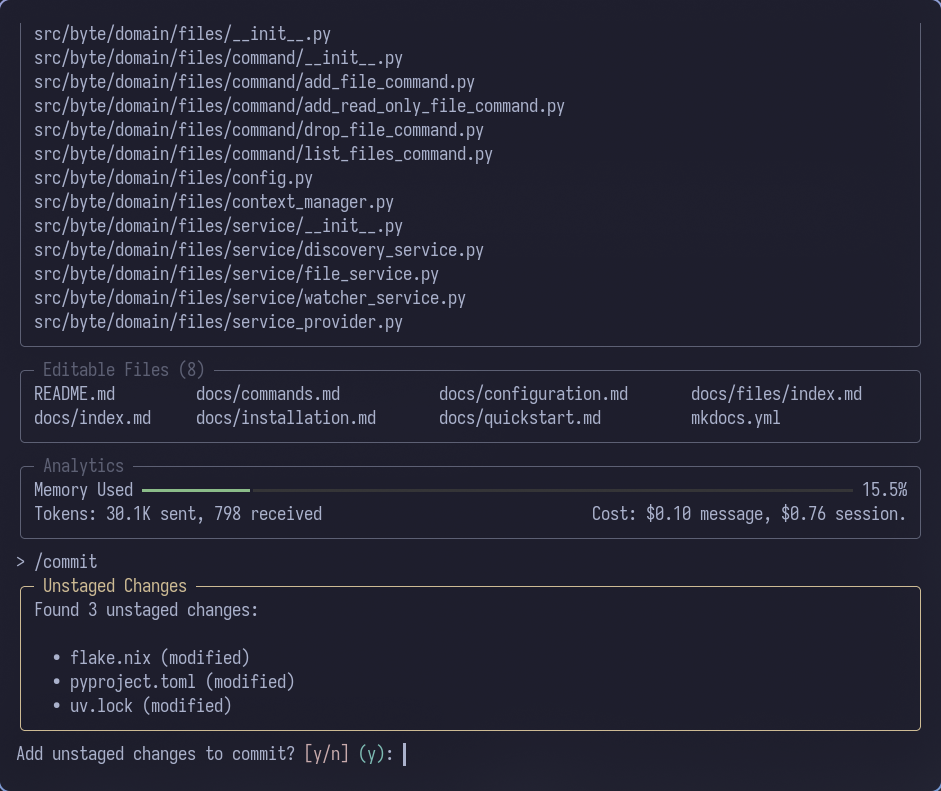 src/byte/domain/files/__init__.py
src/byte/domain/files/command/__init__.py
src/byte/domain/files/command/add_file_command.py
src/byte/domain/files/command/add_read_only_file_command.py
src/byte/domain/files/command/drop_file_command.py
src/byte/domain/files/command/list_files_command.py
src/byte/domain/files/config.py
src/byte/domain/files/context_manager.py
src/byte/domain/files/service/__init__.py
src/byte/domain/files/service/discovery_service.py
src/byte/domain/files/service/file_service.py
src/byte/domain/files/service/watcher_service.py
src/byte/domain/files/service_provider.py
Editable Files (8)
README.md docs/commands.md docs/configuration.md docs/files/index.md
docs/index.md docs/installation.md docs/quickstart.md mkdocs.yml
Analytics
Memory Used 15.5%
Tokens: 30.1K sent, 798 received Cost: $0.10 message, $0.76 session.
> /commit
Unstaged Changes
Found 3 unstaged changes:
• flake.nix (modified)
• pyproject.toml (modified)
• uv.lock (modified)
Add unstaged changes to commit? [y/n] (y):